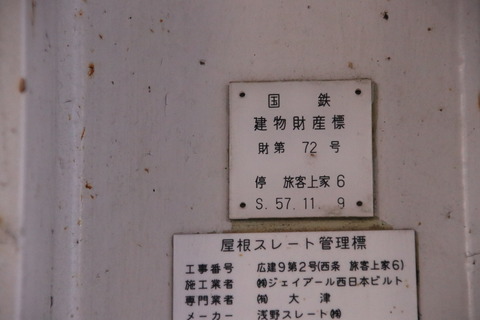 国 鉄
建物財産標
財第 72 号
停 旅客上家 6
S. 57. 11. 9
屋根スレート管理標
工事番号 広建9第2号(西条 旅客上家6)
施工業者 ㈱ジェイアール西日本ビルト
専門業者 ㈲ 大 津
メーカー 浅野スレート㈱